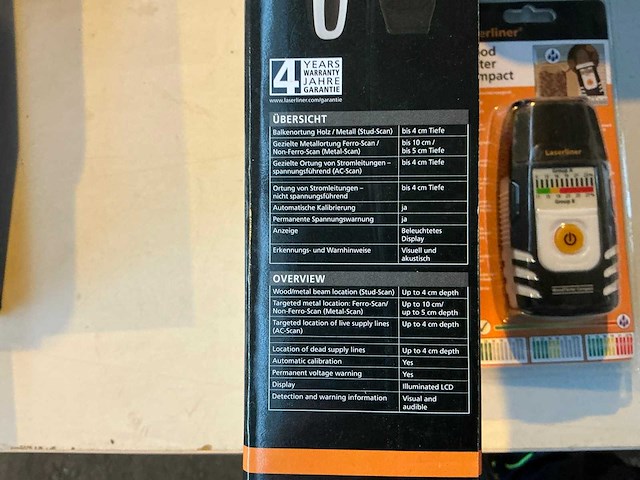 4 YEARS
WARRANTY
JAHRE
GARANTIE
www.laserliner.com/garantie
ÜBERSICHT
Balkenortung Holz / Metall (Stud-Scan) bis 4 cm Tiefe
Gezielte Metallortung Ferro-Scan / bis 10 cm /
Non-Ferro-Scan (Metal-Scan) bis 5 cm Tiefe
Gezielte Ortung von Stromleitungen – bis 4 cm Tiefe
spannungsführend (AC-Scan)
Ortung von Stromleitungen – bis 4 cm Tiefe
nicht spannungsführend
Automatische Kalibrierung ja
Permanente Spannungswarnung ja
Anzeige Beleuchtetes
Display
Erkennungs- und Warnhinweise Visuell und
akustisch
OVERVIEW
Wood/metal beam location (Stud-Scan) Up to 4 cm depth
Targeted metal location: Ferro-Scan/ Up to 10 cm/
Non-Ferro-Scan (Metal-Scan) up to 5 cm depth
Targeted location of live supply lines Up to 4 cm depth
(AC-Scan)
Location of dead supply lines Up to 4 cm depth
Automatic calibration Yes
Permanent voltage warning Yes
Display Illuminated LCD
Detection and warning information Visual and
audible
erliner
ood
ter
mpact
Laserliner
Group A
Group B